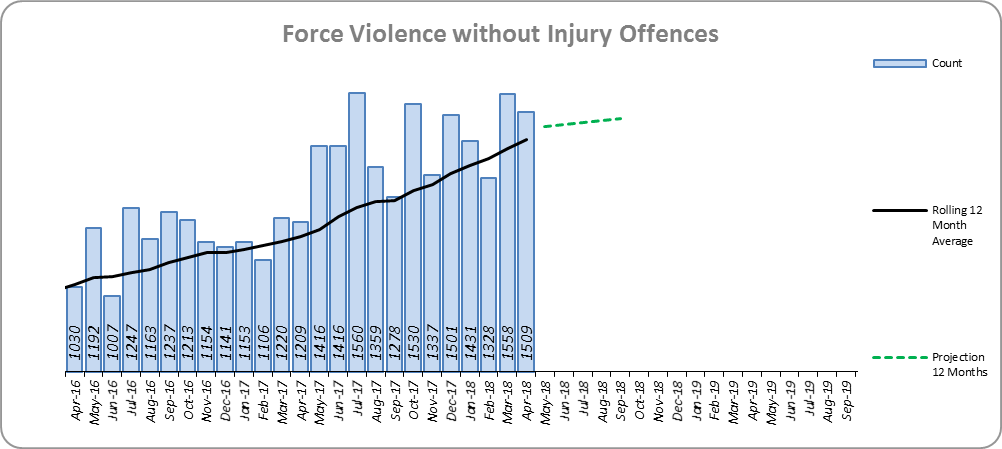 Force Violence without Injury Offences
Count
Rolling 12
Month
Average
Projection
12 Months
1030
1192
1007
1247
1163
1237
1213
1154
1141
1153
1106
1220
1209
1416
1416
1560
1359
1278
1530
1337
1501
1431
1328
1558
1509
Apr-16
May-16
Jun-16
Jul-16
Aug-16
Sep-16
Oct-16
Nov-16
Dec-16
Jan-17
Feb-17
Mar-17
Apr-17
May-17
Jun-17
Jul-17
Aug-17
Sep-17
Oct-17
Nov-17
Dec-17
Jan-18
Feb-18
Mar-18
Apr-18
May-18
Jun-18
Jul-18
Aug-18
Sep-18
Oct-18
Nov-18
Dec-18
Jan-19
Feb-19
Mar-19
Apr-19
May-19
Jun-19
Jul-19
Aug-19
Sep-19